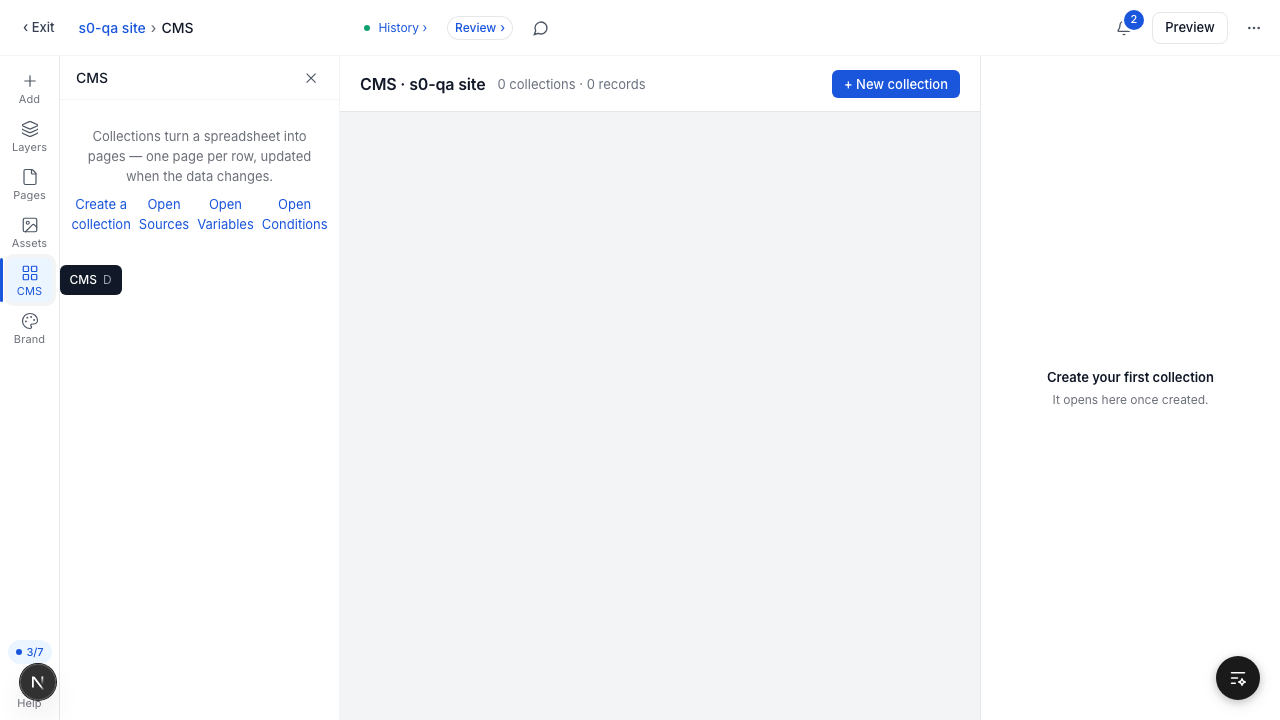 ‹ Exit
s0-qa site › CMS
History ›
Review ›
2
Preview
Add
Layers
Pages
Assets
CMS
Brand
3/7
N
Help
CMS
Collections turn a spreadsheet into
pages — one page per row, updated
when the data changes.
Create a collection
Open Sources
Open Variables
Open Conditions
CMS D
CMS · s0-qa site
0 collections · 0 records
+ New collection
Create your first collection
It opens here once created.